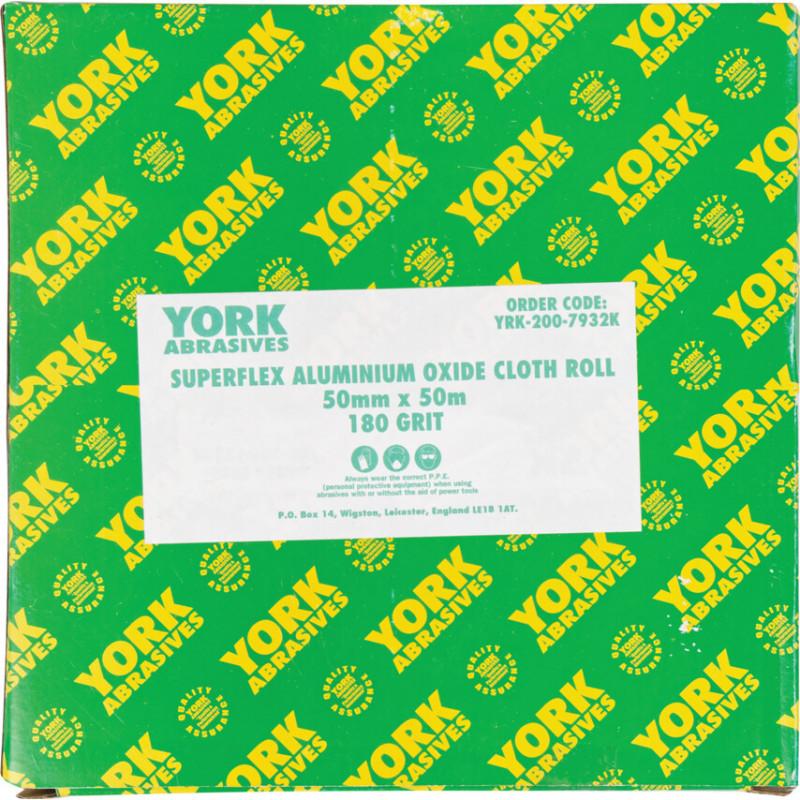 YORK
ABRASIVES
ORDER CODE:
YRK-200-7932K
SUPERFLEX ALUMINIUM OXIDE CLOTH ROLL
50mm x 50m
180 GRIT
Always wear the correct P.P.E.
(personal protective equipment) when using
abrasives with or without the aid of power tools
P.O. Box 14, Wigston, Leicester, England LE18 1AT.
YORK
ABRASIVES
QUALITY
YORK
ASSURANCE